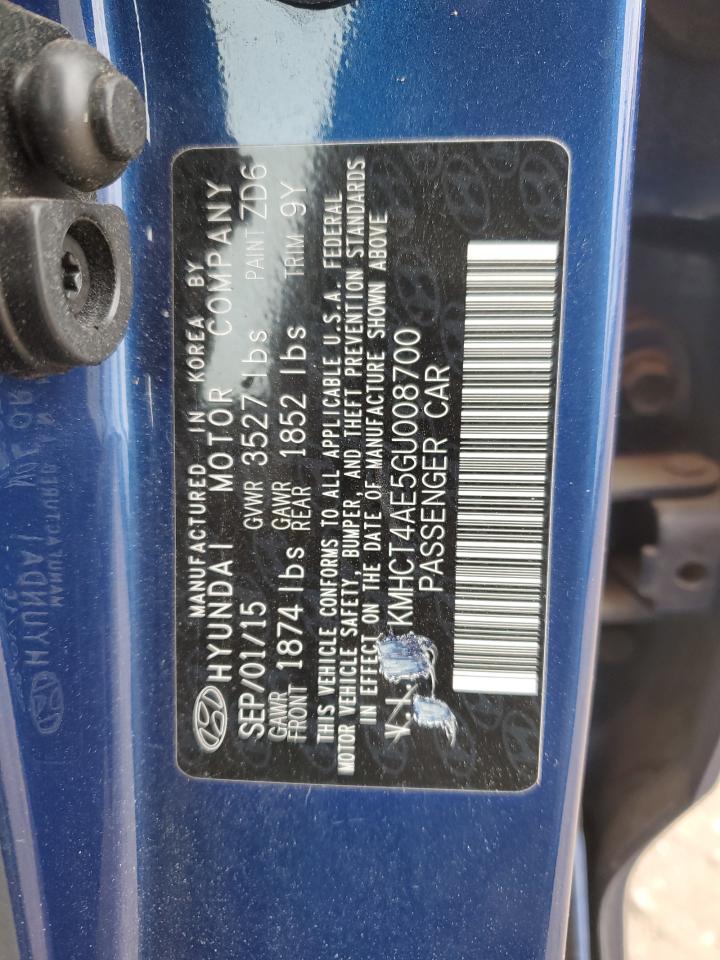 MANUFACTURED IN KOREA BY
HYUNDAI MOTOR COMPANY
SEP/01/15 GVWR 3527 lbs PAINT ZD6
GAWR FRONT 1874 lbs GAWR REAR 1852 lbs TRIM 9Y
THIS VEHICLE CONFORMS TO ALL APPLICABLE U.S.A. FEDERAL
MOTOR VEHICLE SAFETY, BUMPER, AND THEFT PREVENTION STANDARDS
IN EFFECT ON THE DATE OF MANUFACTURE SHOWN ABOVE
V.I. KMHCT4AE5GU008700
PASSENGER CAR